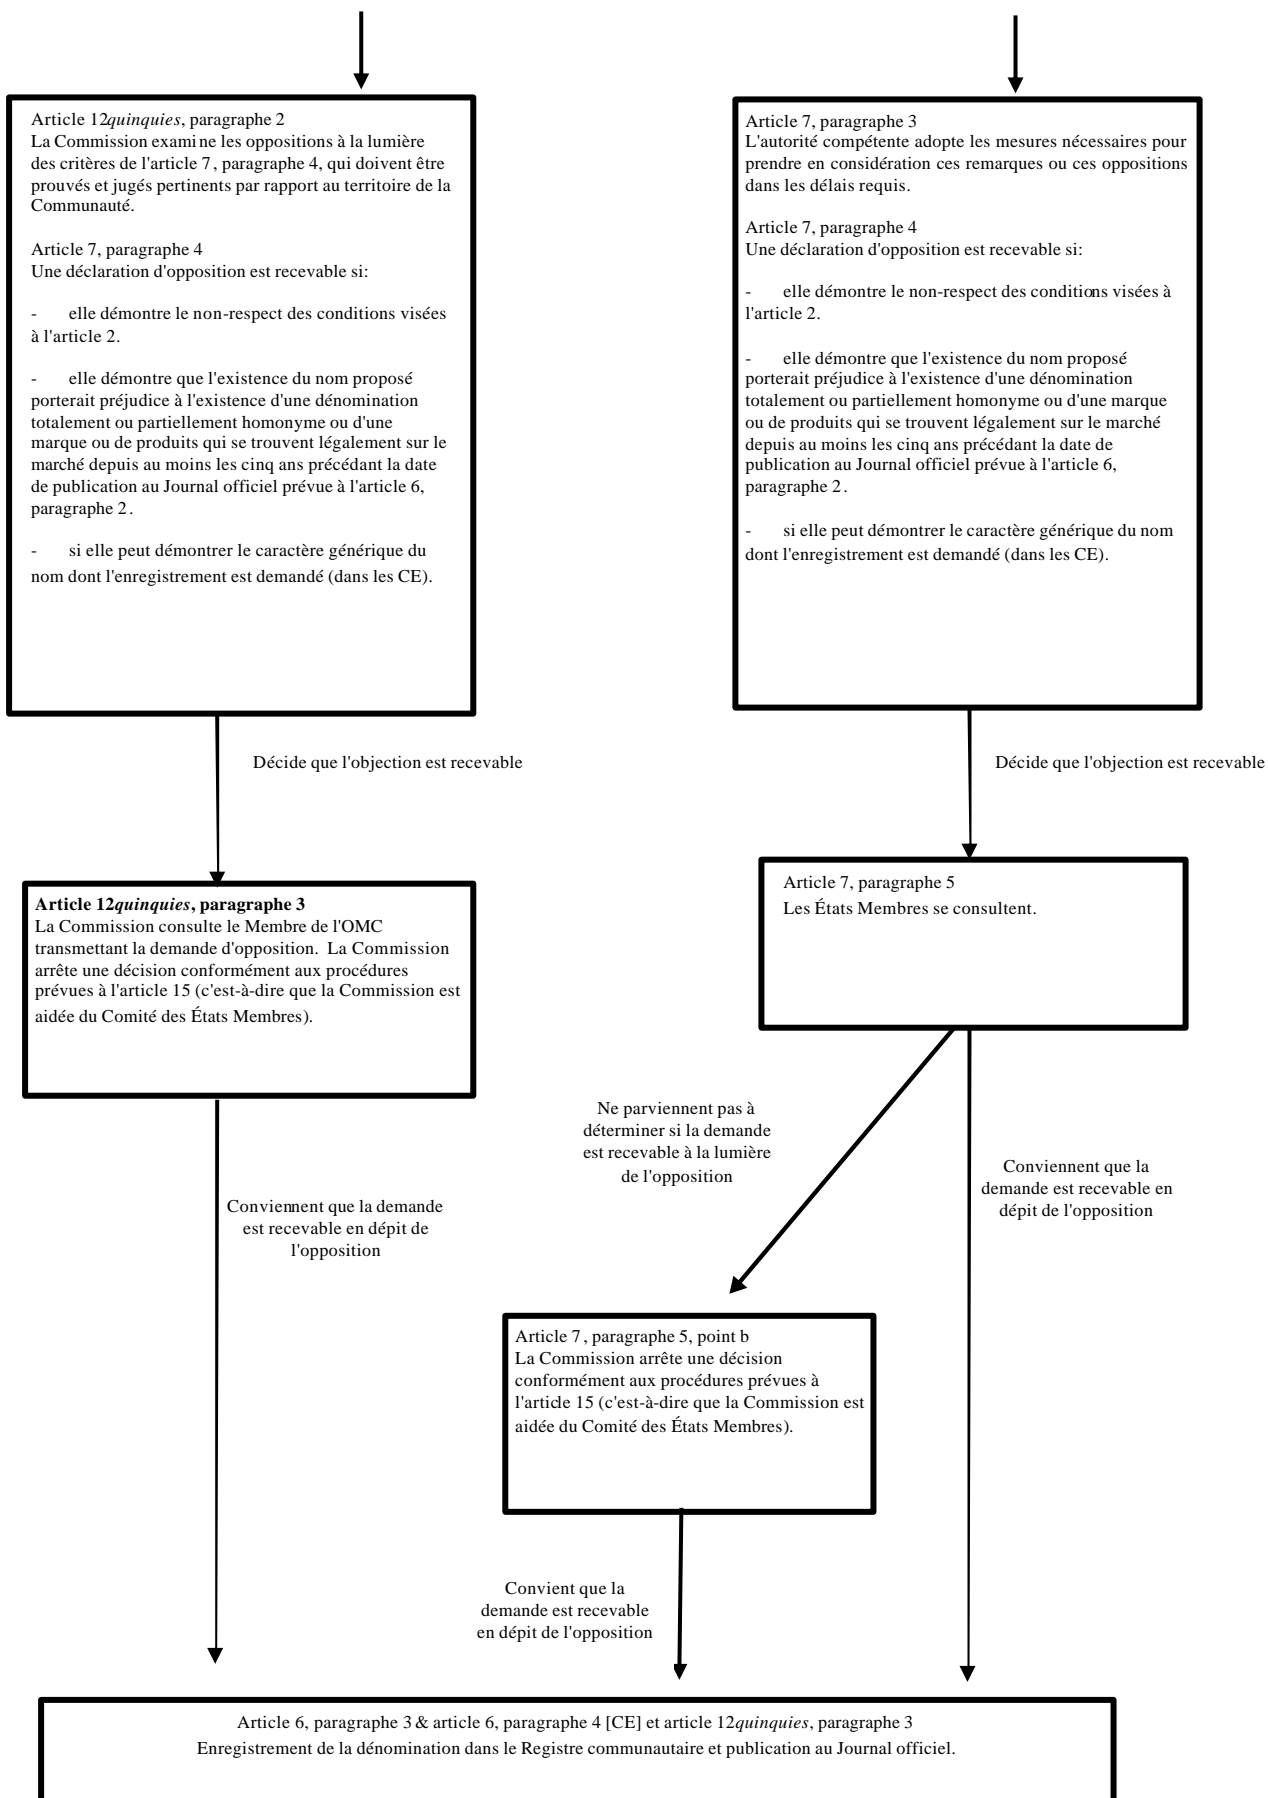 Article 12quinquies, paragraphe 2
La Commission examine les oppositions à la lumière
des critères de l'article 7, paragraphe 4, qui doivent être
prouvés et jugés pertinents par rapport au territoire de la
Communauté.
Article 7, paragraphe 4
Une déclaration d'opposition est recevable si:
- elle démontre le non-respect des conditions visées
à l'article 2.
- elle démontre que l'existence du nom proposé
porterait préjudice à l'existence d'une dénomination
totalement ou partiellement homonyme ou d'une
marque ou de produits qui se trouvent légalement sur le
marché depuis au moins les cinq ans précédant la date
de publication au Journal officiel prévue à l'article 6,
paragraphe 2.
- si elle peut démontrer le caractère générique du
nom dont l'enregistrement est demandé (dans les CE).
Article 7, paragraphe 3
L'autorité compétente adopte les mesures nécessaires pour
prendre en considération ces remarques ou ces oppositions
dans les délais requis.
Article 7, paragraphe 4
Une déclaration d'opposition est recevable si:
- elle démontre le non-respect des conditions visées à
l'article 2.
- elle démontre que l'existence du nom proposé
porterait préjudice à l'existence d'une dénomination
totalement ou partiellement homonyme ou d'une marque
ou de produits qui se trouvent légalement sur le marché
depuis au moins les cinq ans précédant la date de
publication au Journal officiel prévue à l'article 6,
paragraphe 2.
- si elle peut démontrer le caractère générique du nom
dont l'enregistrement est demandé (dans les CE).
Décide que l'objection est recevable
Décide que l'objection est recevable
Article 12quinquies, paragraphe 3
La Commission consulte le Membre de l'OMC
transmettant la demande d'opposition. La Commission
arrête une décision conformément aux procédures
prévues à l'article 15 (c'est-à-dire que la Commission est
aidée du Comité des États Membres).
Article 7, paragraphe 5
Les États Membres se consultent.
Ne parviennent pas à
déterminer si la demande
est recevable à la lumière
de l'opposition
Conviennent que la
demande est recevable en
dépit de l'opposition
Conviennent que la demande
est recevable en dépit de
l'opposition
Article 7, paragraphe 5, point b
La Commission arrête une décision
conformément aux procédures prévues à
l'article 15 (c'est-à-dire que la Commission est
aidée du Comité des États Membres).
Convient que la
demande est recevable
en dépit de l'opposition
Article 6, paragraphe 3 & article 6, paragraphe 4 [CE] et article 12quinquies, paragraphe 3
Enregistrement de la dénomination dans le Registre communautaire et publication au Journal officiel.